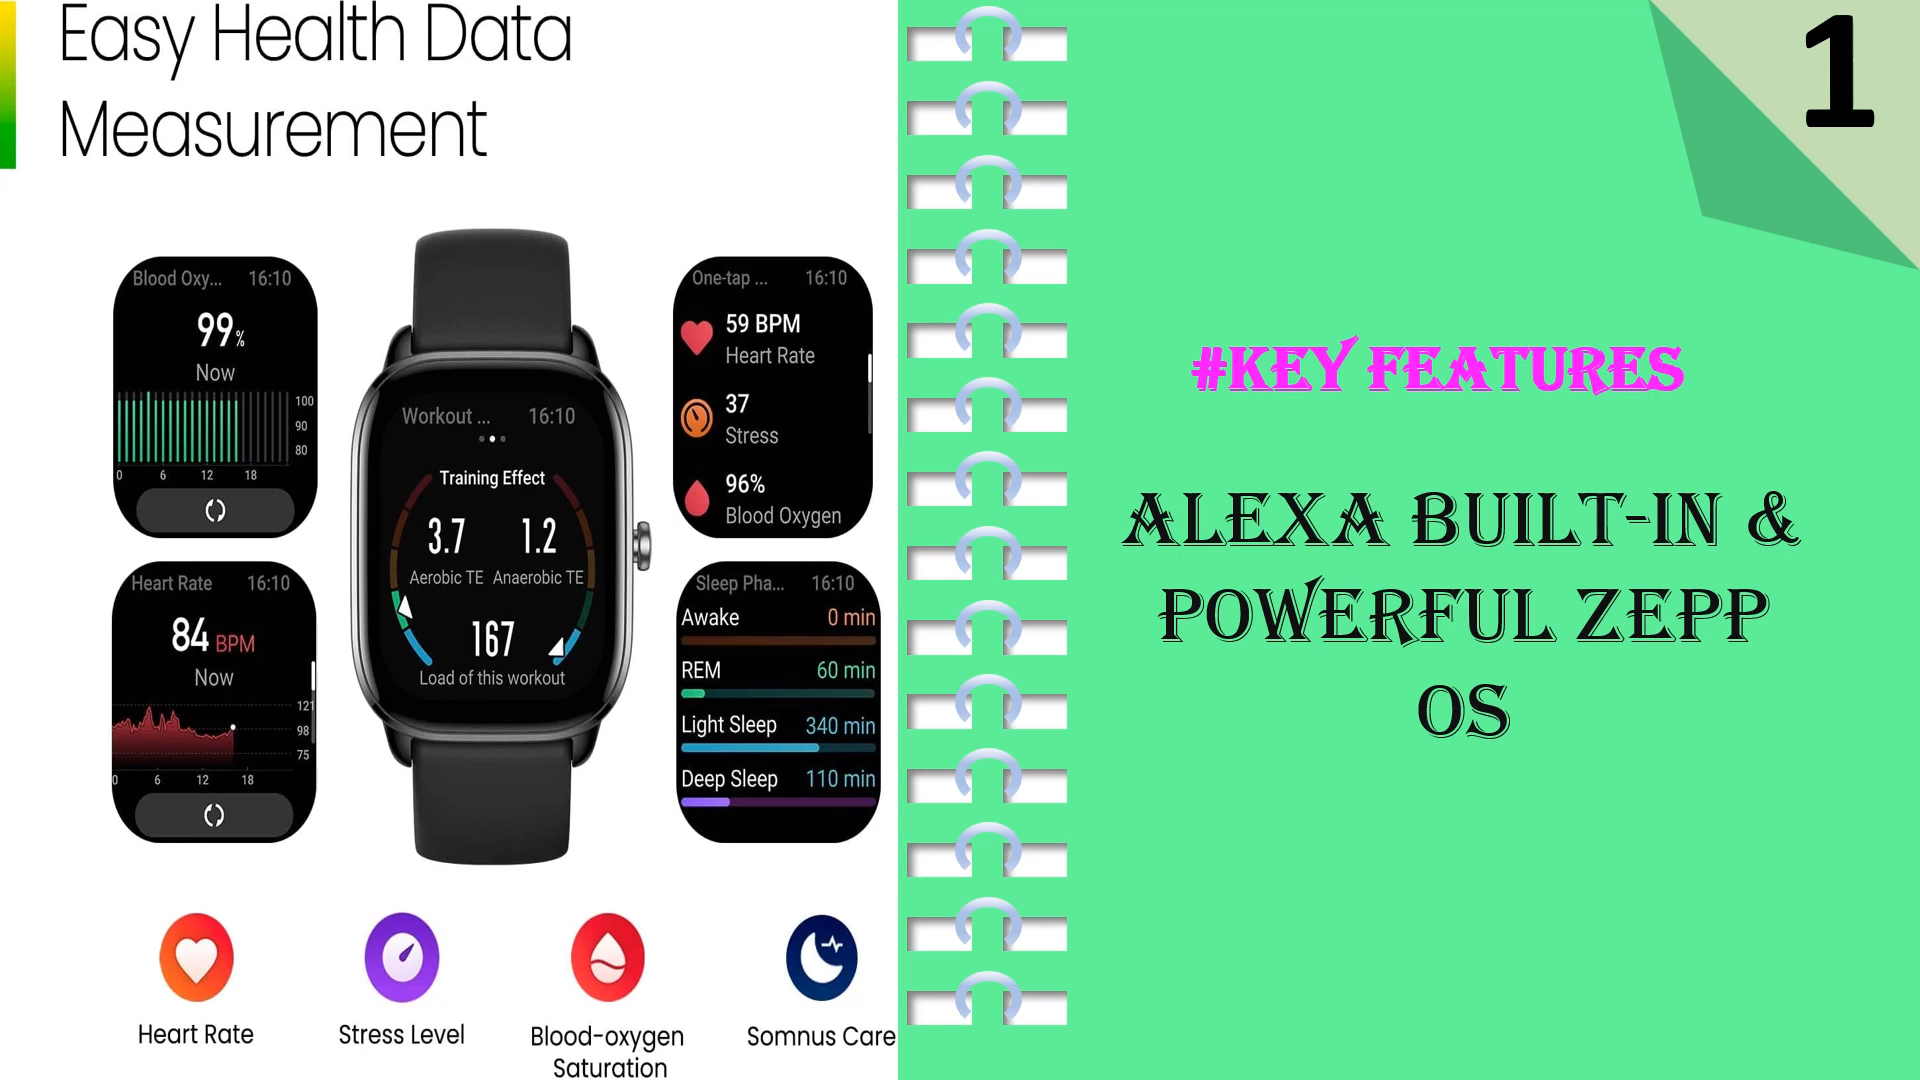 Easy Health Data
Measurement
Blood Oxy... 16:10
99%
Now
100
90
80
0 6 12 18
Heart Rate 16:10
84 BPM
Now
121
98
75
0 6 12 18
Workout ... 16:10
Training Effect
3.7 1.2
Aerobic TE Anaerobic TE
167
Load of this workout
One-tap ... 16:10
59 BPM
Heart Rate
37
Stress
96%
Blood Oxygen
Sleep Pha... 16:10
Awake 0 min
REM 60 min
Light Sleep 340 min
Deep Sleep 110 min
Heart Rate
Stress Level
Blood-oxygen
Saturation
Somnus Care
1
#KEY FEATURES
ALEXA BUILT-IN &
POWERFUL ZEPP
OS